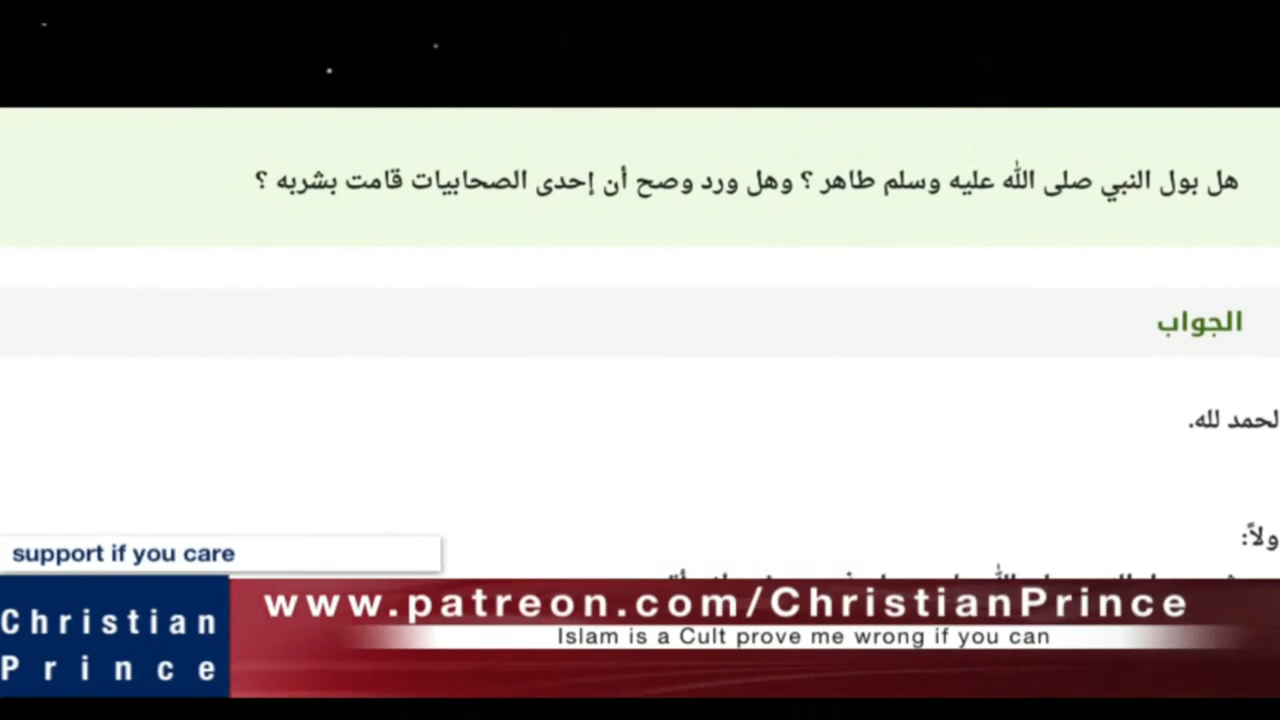 هل بول النبي صلى الله عليه وسلم طاهر ؟ وهل ورد وصح أن إحدى الصحابيات قامت بشربه ؟
الجواب
لحمد لله.
ولاً:
support if you care
www.patreon.com/ChristianPrince
Islam is a Cult prove me wrong if you can
Christian
Prince